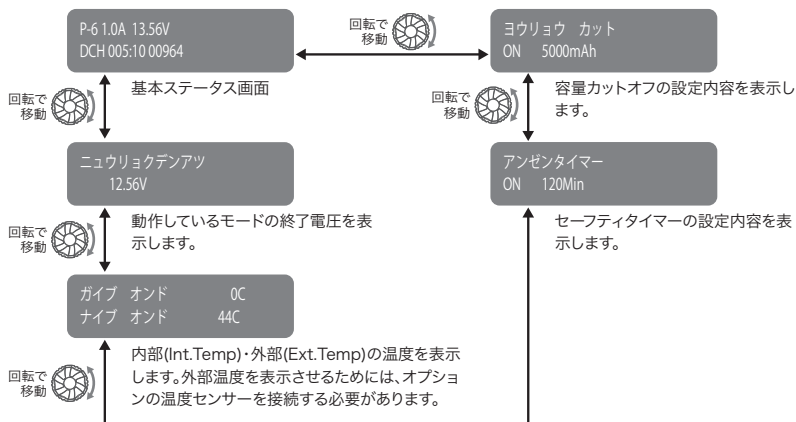 P-6 1.0A 13.56V
DCH 005:10 00964
回転で
移動
ヨウリョウ カット
ON 5000mAh
回転で
移動
基本ステータス画面
回転で
移動
容量カットオフの設定内容を表示し
ます。
ニュウリョクデンアツ
12.56V
アンゼンタイマー
ON 120Min
回転で
移動
動作しているモードの終了電圧を表
示します。
セーフティタイマーの設定内容を表
示します。
ガイブ オンド 0C
ナイブ オンド 44C
回転で
移動
内部(Int.Temp)・外部(Ext.Temp)の温度を表示
します。外部温度を表示させるためには、オプショ
ンの温度センサーを接続する必要があります。